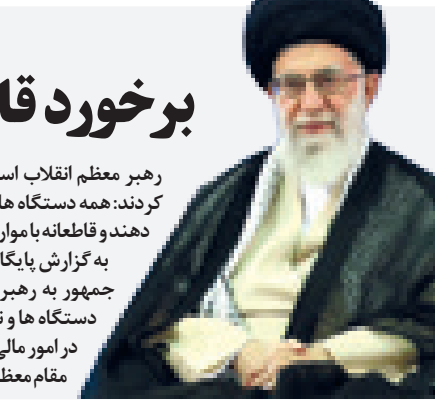 برخورد قا
رهبر معظم انقلاب اسـ
کردند: همه دستگاه ها
دهند و قاطعانه با موار
به گزارش پایگا
جمهور به رهبر
دستگاه ها و ن
در امور مالی
مقام معظ